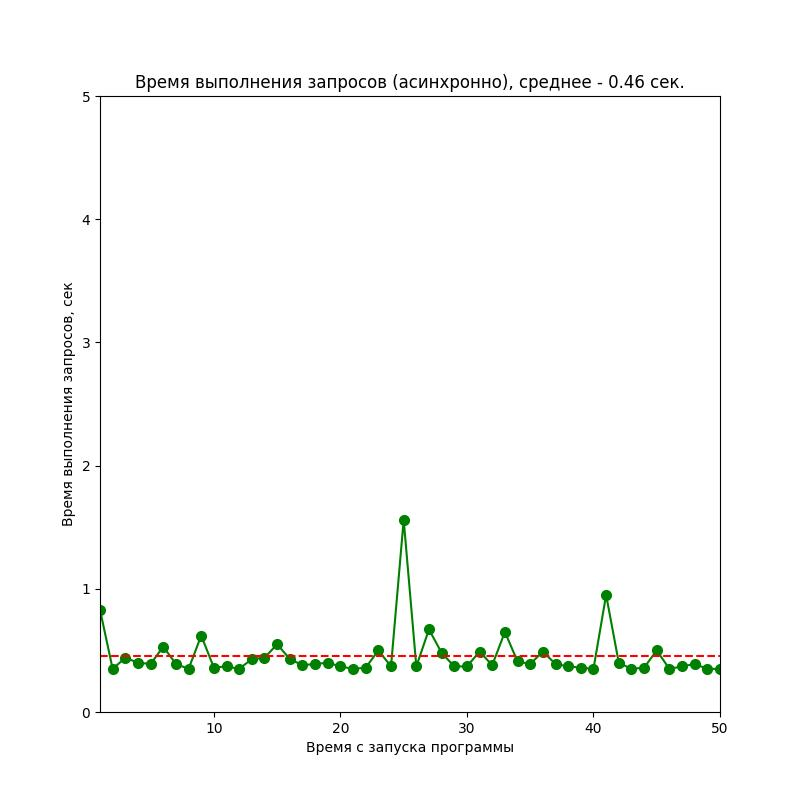 Время выполнения запросов (асинхронно), среднее - 0.46 сек.
5
4
3
2
1
0
Время выполнения запросов, сек
10 20 30 40 50
Время с запуска программы